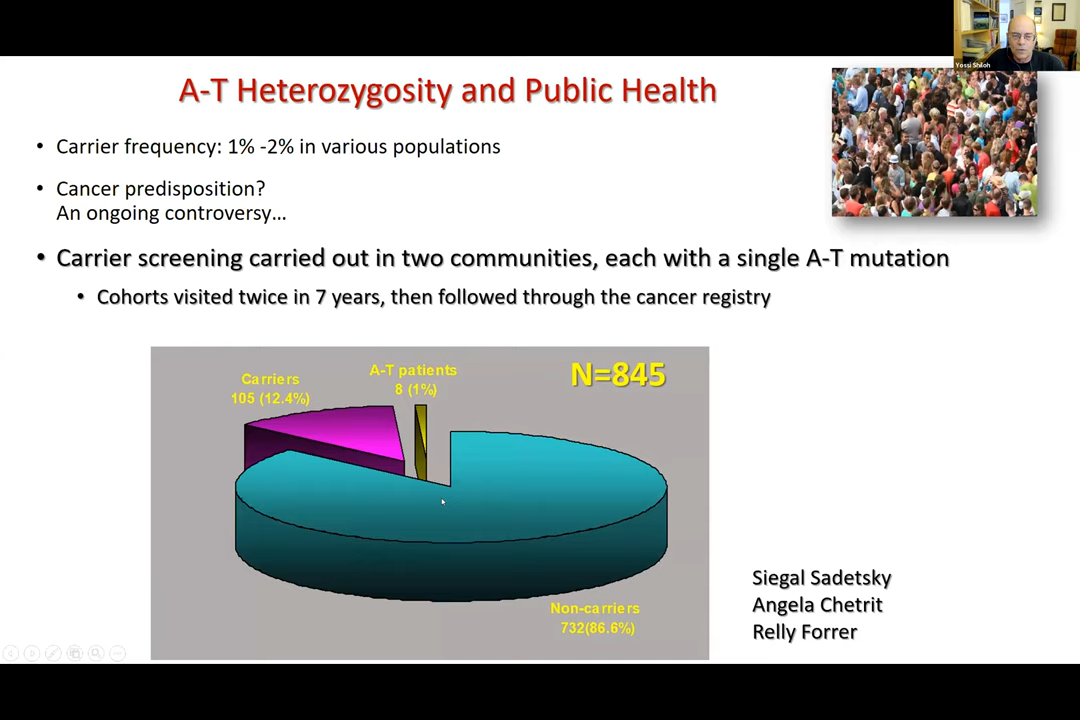 Yossi Shiloh
A-T Heterozygosity and Public Health
• Carrier frequency: 1% -2% in various populations
• Cancer predisposition?
An ongoing controversy…
• Carrier screening carried out in two communities, each with a single A-T mutation
• Cohorts visited twice in 7 years, then followed through the cancer registry
A-T patients
8 (1%)
N=845
Carriers
105 (12.4%)
Non-carriers
732(86.6%)
Siegal Sadetsky
Angela Chetrit
Relly Forrer